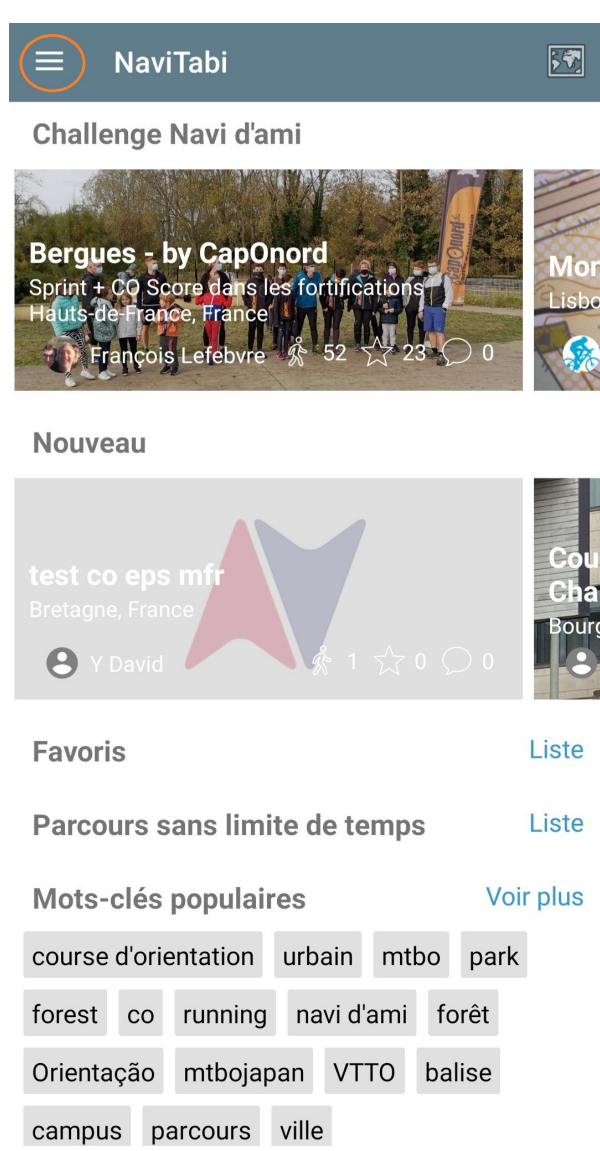 NaviTabi
Challenge Navi d'ami
Bergues - by CapOnord
Sprint + CO Score dans les fortifications
Hauts-de-France, France
François Lefebvre 52 23 0
CapOnord
Mor
Lisbo
Nouveau
test co eps mfr
Bretagne, France
Y David 1 0 0
Cou
Cha
Bourg
Favoris Liste
Parcours sans limite de temps Liste
Mots-clés populaires Voir plus
course d'orientation urbain mtbo park
forest co running navi d'ami forêt
Orientação mtbojapan VTTO balise
campus parcours ville